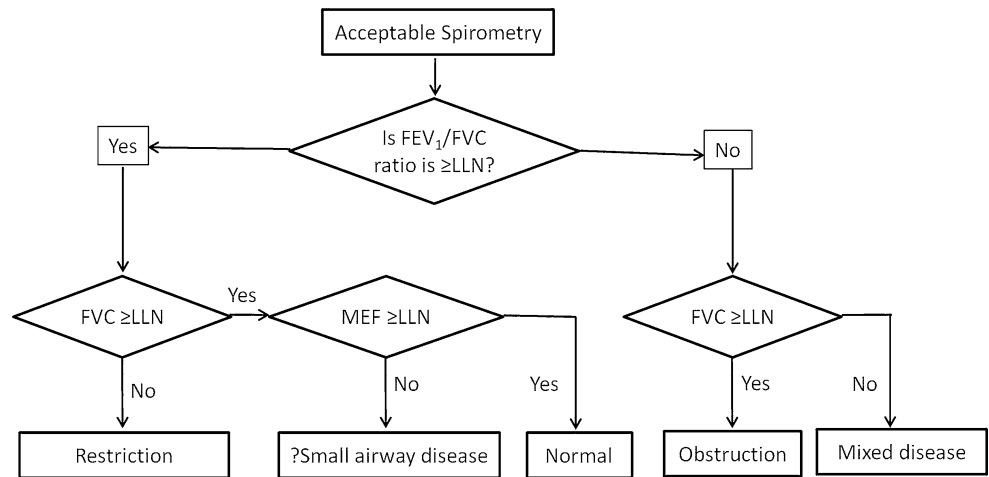 Acceptable Spirometry
Is FEV₁/FVC
ratio is ≥LLN?
Yes
No
FVC ≥LLN
Yes
MEF ≥LLN
FVC ≥LLN
No
No
Yes
Yes
No
Restriction
?Small airway disease
Normal
Obstruction
Mixed disease